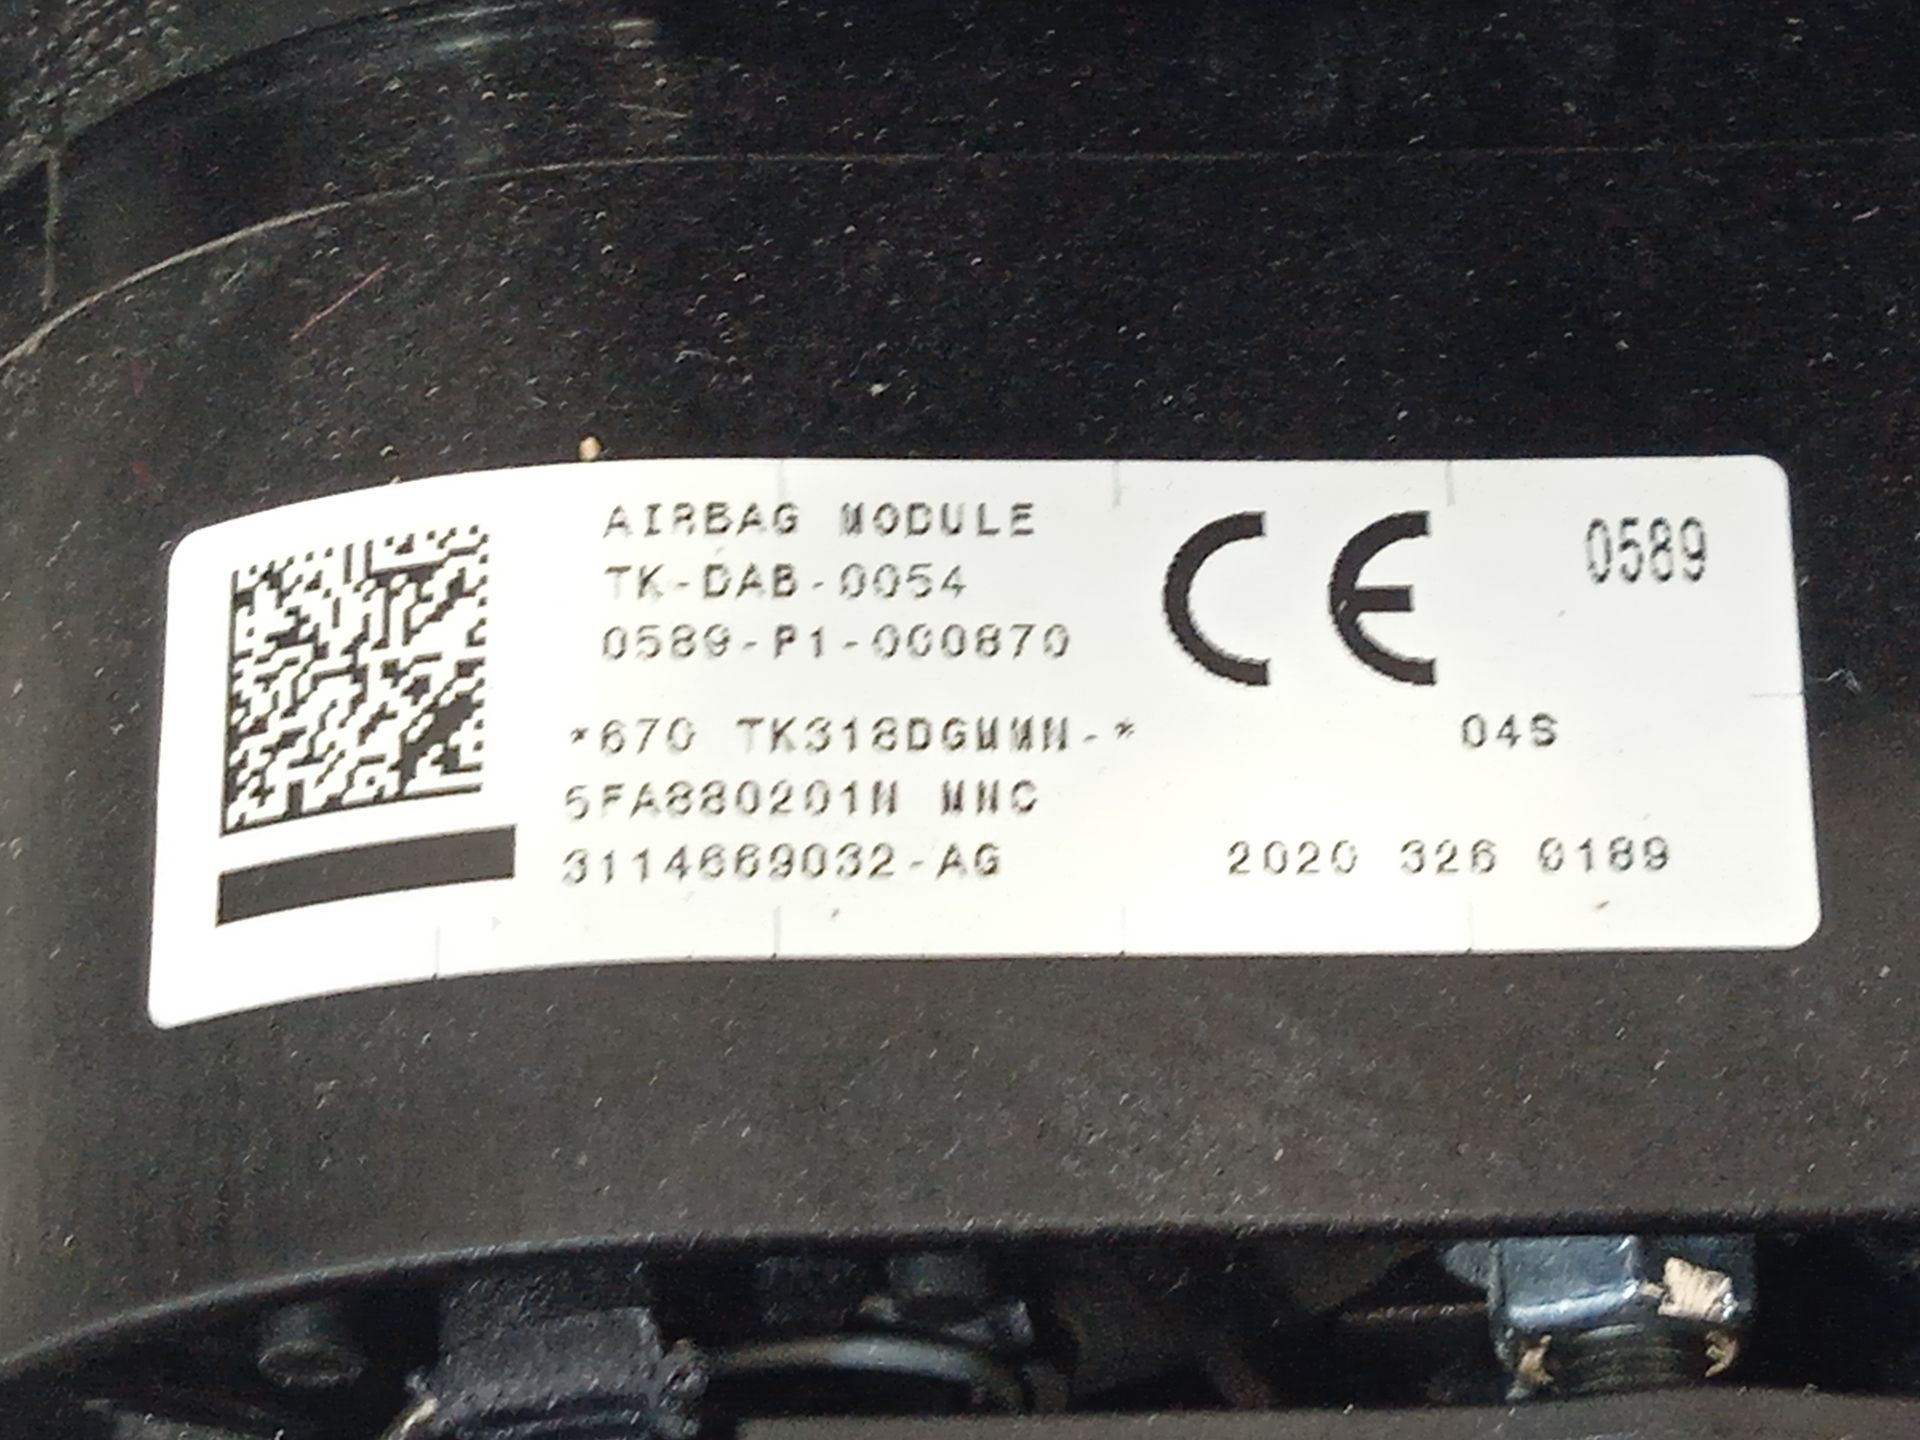 AIRBAG MODULE
TK-DAB-0054
0589-P1-000870
CE
0589
*670 TK318DGMMN-*
04S
5FA880201N MNC
3114669032-AG
2020 326 0189